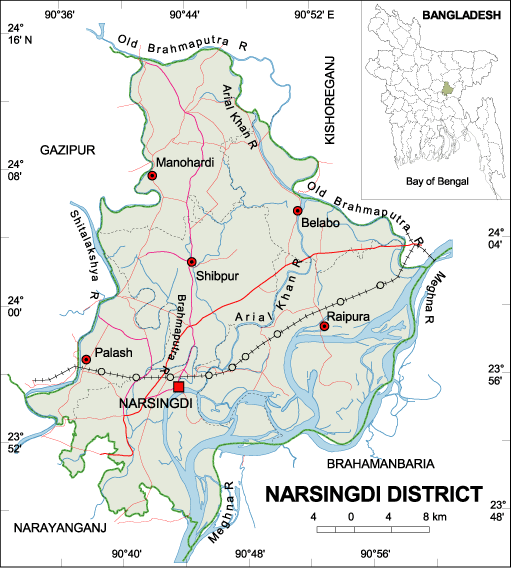 90°36' 90°44' 90°52' E
24°
16' N
Old Brahmaputra R
BANGLADESH
Bay of Bengal
KISHOREGANJ
Arial Khan R
GAZIPUR
Manohardi
24°
08'
Old Brahmaputra R
Belabo
24°
04'
Shitalakshya R
Shibpur
Meghna R
24°
00'
Brahmaputra R
Arial Khan R
Raipura
Palash
23°
56'
NARSINGDI
23°
52'
BRAHAMANBARIA
Meghna R
NARSINGDI DISTRICT
23°
48'
4 0 4 8 km
NARAYANGANJ
90°40' 90°48' 90°56'